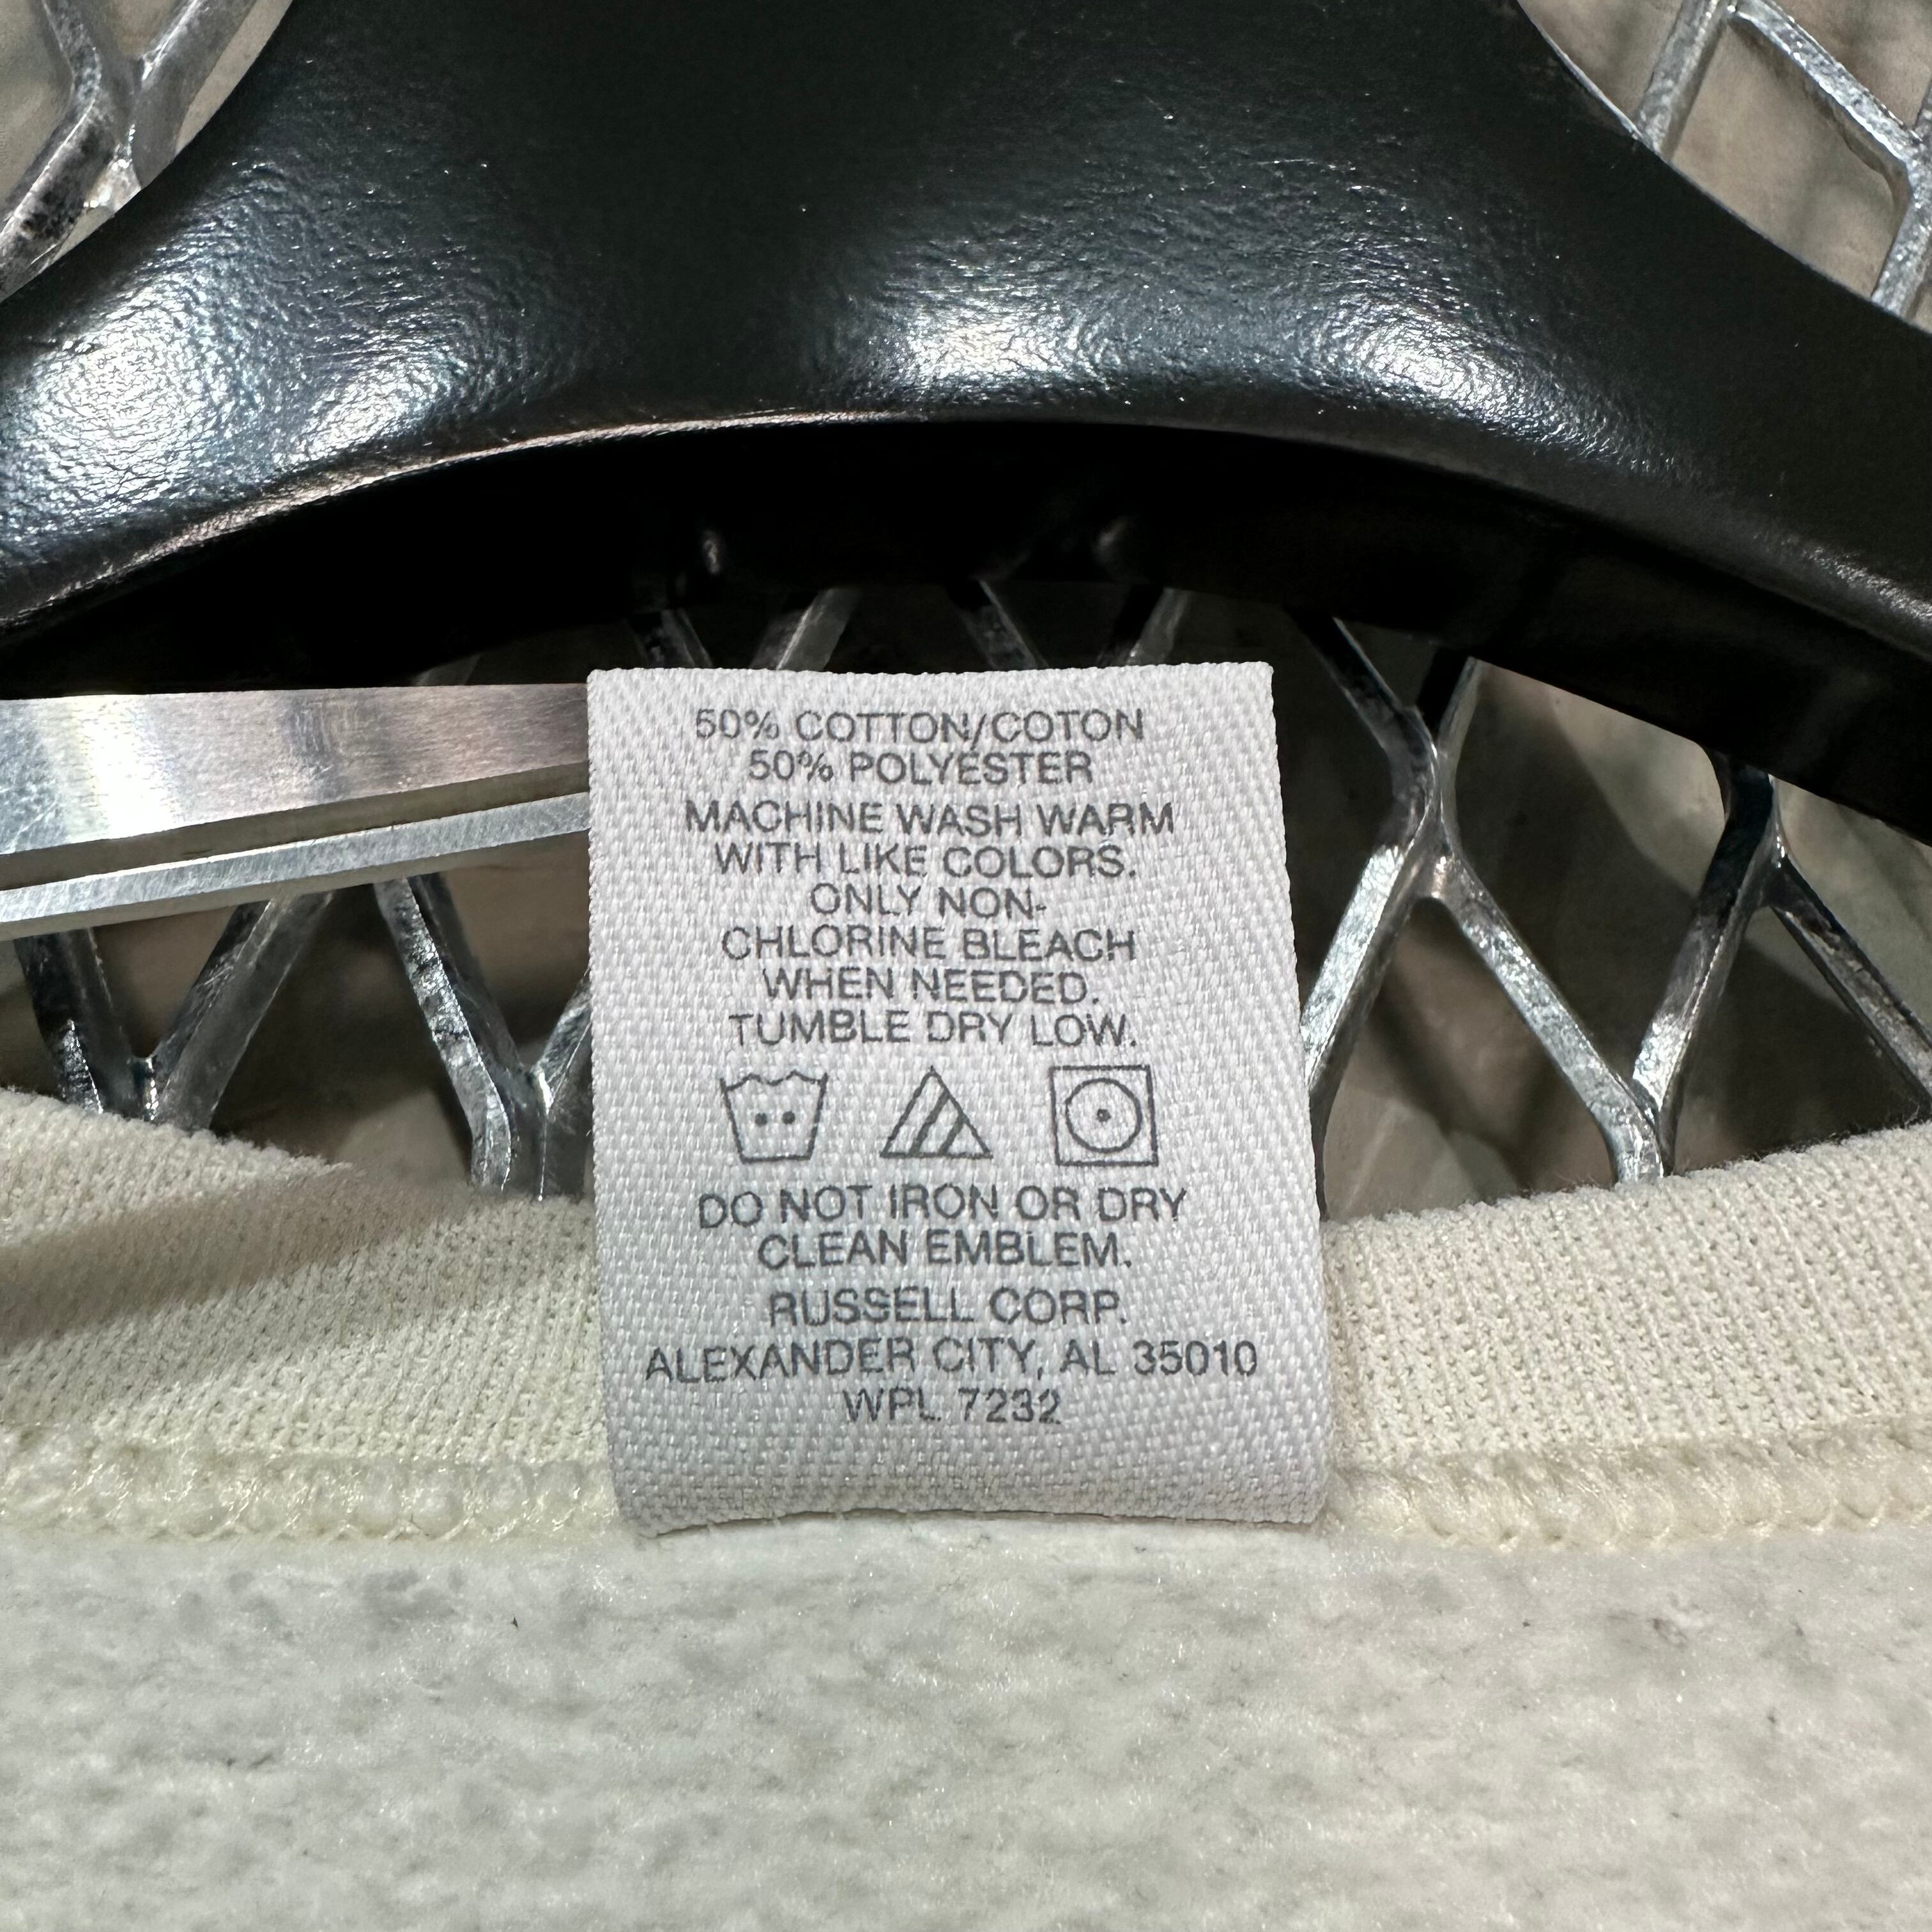 50% COTTON/COTON
50% POLYESTER
MACHINE WASH WARM
WITH LIKE COLORS.
ONLY NON-
CHLORINE BLEACH
WHEN NEEDED.
TUMBLE DRY LOW.
DO NOT IRON OR DRY
CLEAN EMBLEM.
RUSSELL CORP.
ALEXANDER CITY, AL 35010
WPL 7232